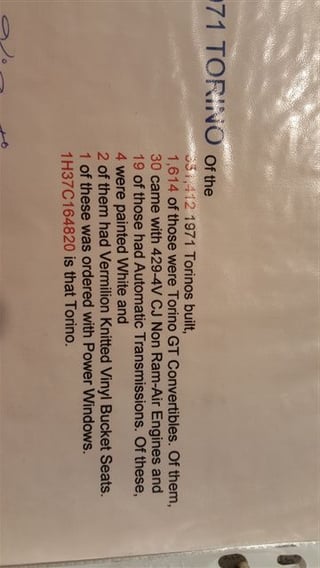 71 TORINO
Of the
1971 Torinos built,
1,614 of those were Torino GT Convertibles. Of them,
30 came with 429-4V CJ Non Ram-Air Engines and
19 of those had Automatic Transmissions. Of these,
4 were painted White and
2 of them had Vermilion Knitted Vinyl Bucket Seats.
1 of these was ordered with Power Windows.
1H37C164820 is that Torino.